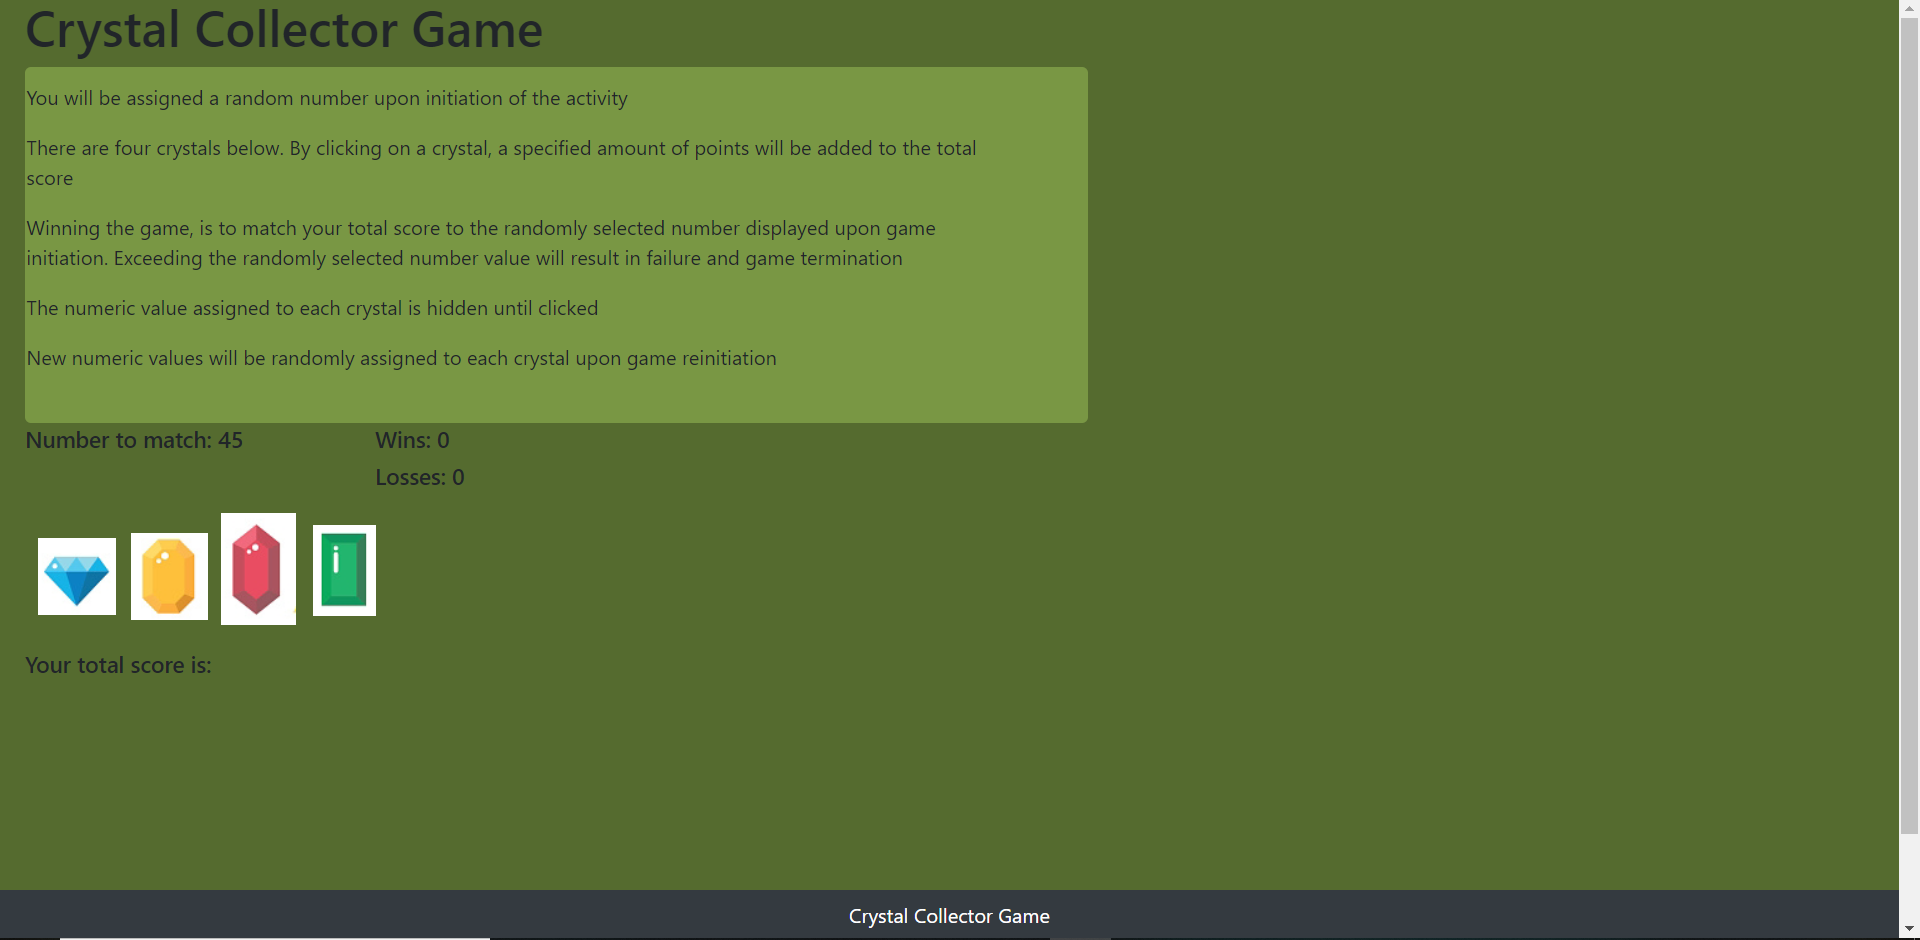 Crystal Collector Game
You will be assigned a random number upon initiation of the activity
There are four crystals below. By clicking on a crystal, a specified amount of points will be added to the total
score
Winning the game, is to match your total score to the randomly selected number displayed upon game
initiation. Exceeding the randomly selected number value will result in failure and game termination
The numeric value assigned to each crystal is hidden until clicked
New numeric values will be randomly assigned to each crystal upon game reinitiation
Number to match: 45
Wins: 0
Losses: 0
Your total score is:
Crystal Collector Game